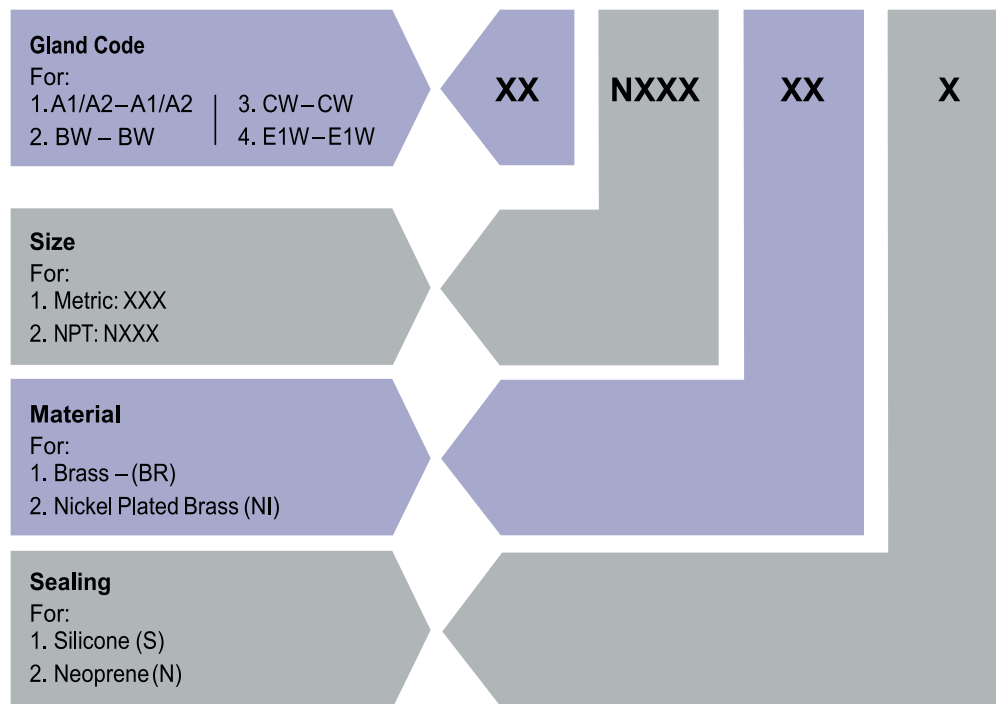 Gland Code
For:
1. A1/A2 – A1/A2
2. BW – BW
3. CW – CW
4. E1W – E1W
XX
NXXX
XX
X
Size
For:
1. Metric: XXX
2. NPT: NXXX
Material
For:
1. Brass – (BR)
2. Nickel Plated Brass (NI)
Sealing
For:
1. Silicone (S)
2. Neoprene (N)